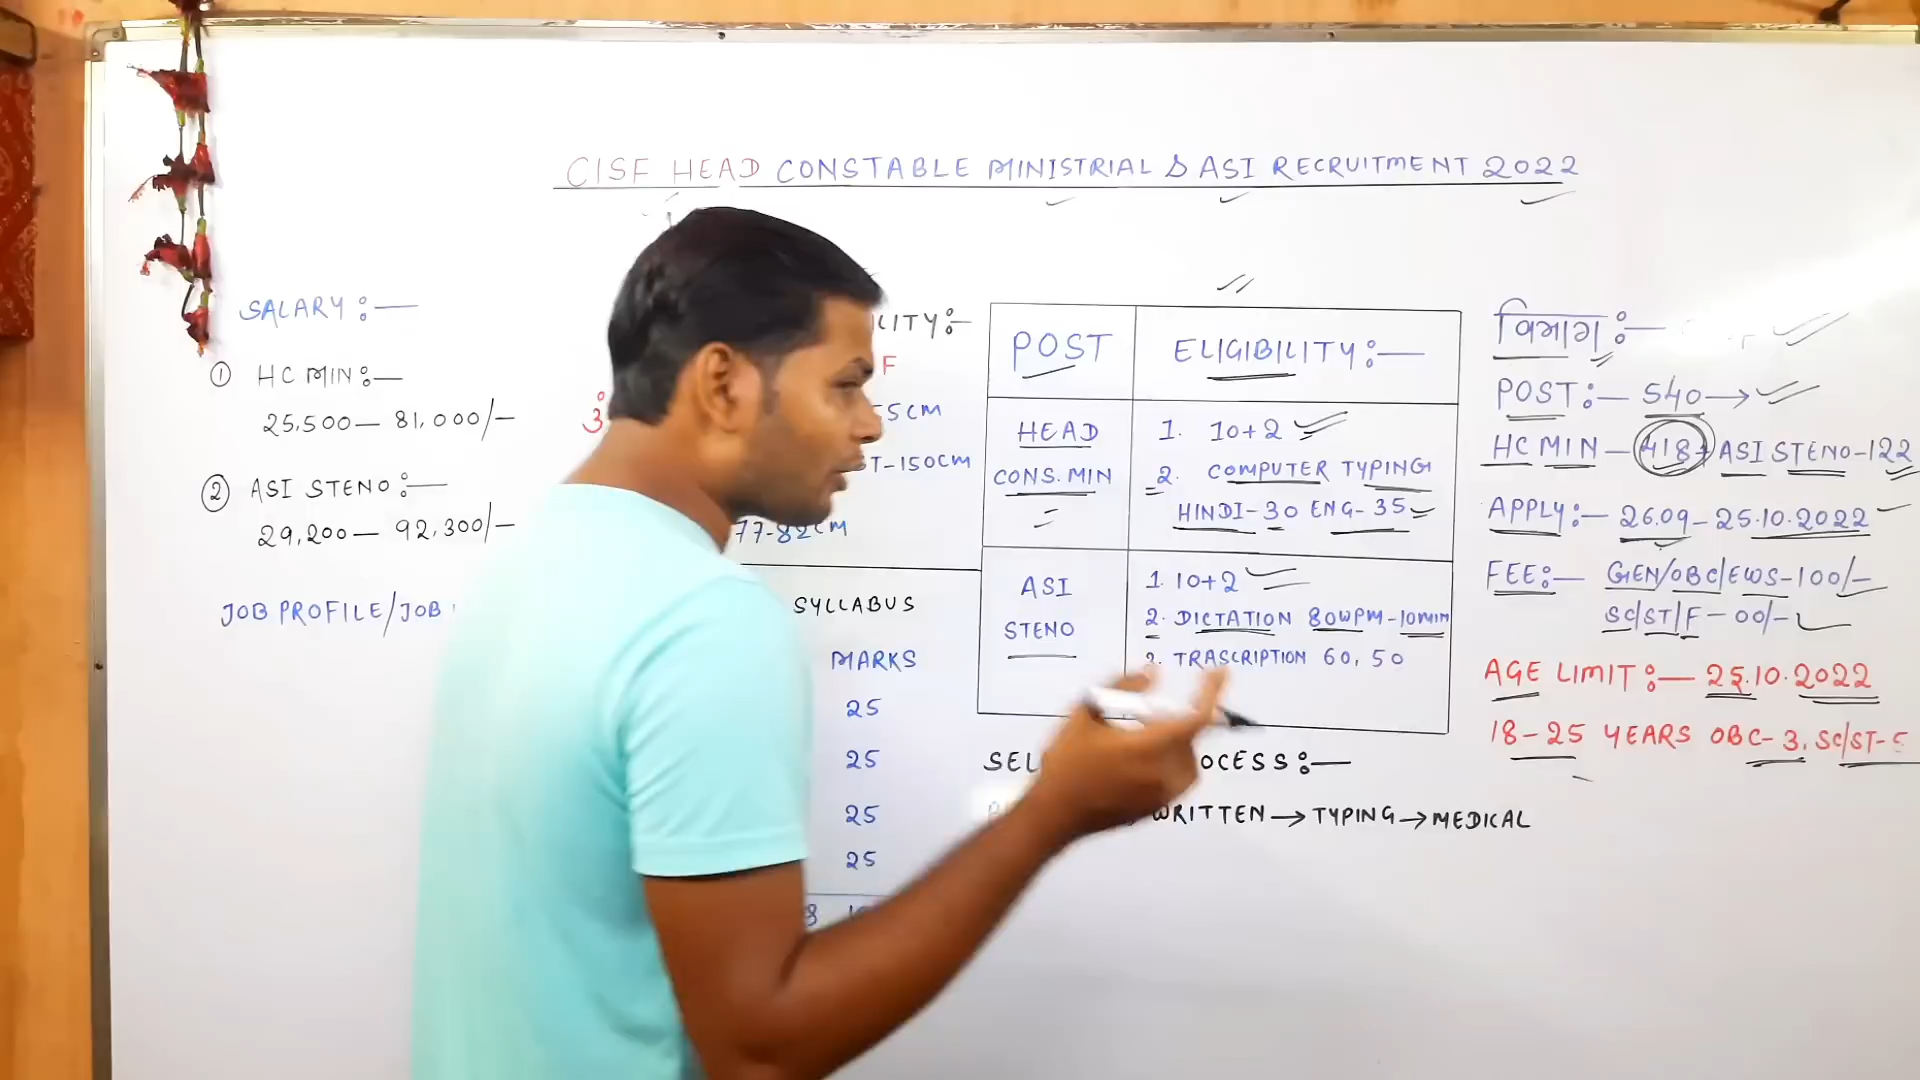 CISF HEAD CONSTABLE MINISTRIAL & ASI RECRUITMENT 2022
SALARY:—
① HC MIN:—
25,500— 81,000/—
② ASI STENO:—
29,200— 92,300/—
JOB PROFILE/JOB
F
3
5CM
T-150CM
77-82CM
SYLLABUS
MARKS
25
25
25
25
POST
ELIGIBILITY:—
HEAD
CONS.MIN
1. 10+2
2. COMPUTER TYPING
HINDI-30 ENG-35
ASI
STENO
1. 10+2
2. DICTATION 80WPM-10MIN
TRASCRIPTION 60, 50
OCESS:—
WRITTEN→TYPING→MEDICAL
विभाग:—
POST:— 540→
HC MIN— 418+ ASI STENO-122
APPLY:— 26.09— 25.10.2022
FEE:— GEN/OBC/EWS-100/—
SC/ST/F—00/—
AGE LIMIT:— 25.10.2022
18-25 YEARS OBC-3, SC/ST-5